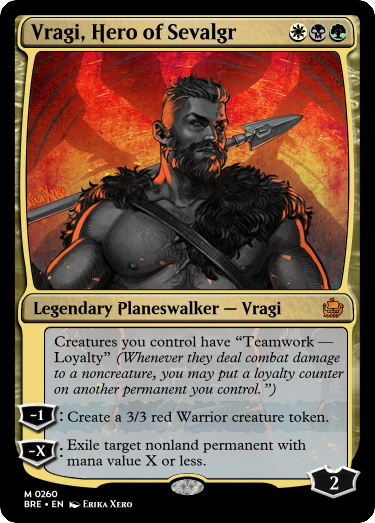 Vragi, Hero of Sevalgr
Legendary Planeswalker — Vragi
Creatures you control have “Teamwork —
Loyalty” (Whenever they deal combat damage
to a noncreature, you may put a loyalty counter
on another permanent you control.”)
-1: Create a 3/3 red Warrior creature token.
-X: Exile target nonland permanent with
mana value X or less.
2
M 0260
BRE • EN Erika Xero